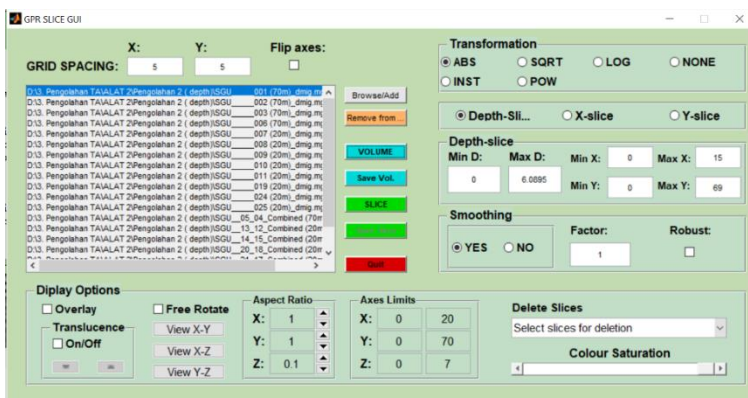 GPR SLICE GUI
X: Y: Flip axes:
GRID SPACING: 5 5
D:\3. Pengolahan TA\ALAT 2\Pengolahan 2 ( depth)\SGU____001 (70m)_dmig.m
D:\3. Pengolahan TA\ALAT 2\Pengolahan 2 ( depth)\SGU____002 (70m)_dmig.m
D:\3. Pengolahan TA\ALAT 2\Pengolahan 2 ( depth)\SGU____003 (70m)_dmig.m
D:\3. Pengolahan TA\ALAT 2\Pengolahan 2 ( depth)\SGU____006 (70m)_dmig.m
D:\3. Pengolahan TA\ALAT 2\Pengolahan 2 ( depth)\SGU____007 (20m)_dmig.m
D:\3. Pengolahan TA\ALAT 2\Pengolahan 2 ( depth)\SGU____008 (20m)_dmig.m
D:\3. Pengolahan TA\ALAT 2\Pengolahan 2 ( depth)\SGU____009 (20m)_dmig.m
D:\3. Pengolahan TA\ALAT 2\Pengolahan 2 ( depth)\SGU____011 (20m)_dmig.m
D:\3. Pengolahan TA\ALAT 2\Pengolahan 2 ( depth)\SGU____019 (20m)_dmig.m
D:\3. Pengolahan TA\ALAT 2\Pengolahan 2 ( depth)\SGU____024 (20m)_dmig.m
D:\3. Pengolahan TA\ALAT 2\Pengolahan 2 ( depth)\SGU____025 (20m)_dmig.m
D:\3. Pengolahan TA\ALAT 2\Pengolahan 2 ( depth)\SGU__05_04_Combined (70m
D:\3. Pengolahan TA\ALAT 2\Pengolahan 2 ( depth)\SGU__13_12_Combined (20m
D:\3. Pengolahan TA\ALAT 2\Pengolahan 2 ( depth)\SGU__14_15_Combined (20m
D:\3. Pengolahan TA\ALAT 2\Pengolahan 2 ( depth)\SGU__20_18_Combined (20m
Browse/Add
Remove from ...
VOLUME
Save Vol.
SLICE
Quit
Transformation
ABS SQRT LOG NONE
INST POW
Depth-Sli... X-slice Y-slice
Depth-slice
Min D: Max D: Min X: 0 Max X: 15
0 6.0895 Min Y: 0 Max Y: 69
Smoothing
YES NO Factor: 1 Robust:
Diplay Options
Overlay
Translucence
On/Off
Free Rotate
View X-Y
View X-Z
View Y-Z
Aspect Ratio
X: 1
Y: 1
Z: 0.1
Axes Limits
X: 0 20
Y: 0 70
Z: 0 7
Delete Slices
Select slices for deletion
Colour Saturation